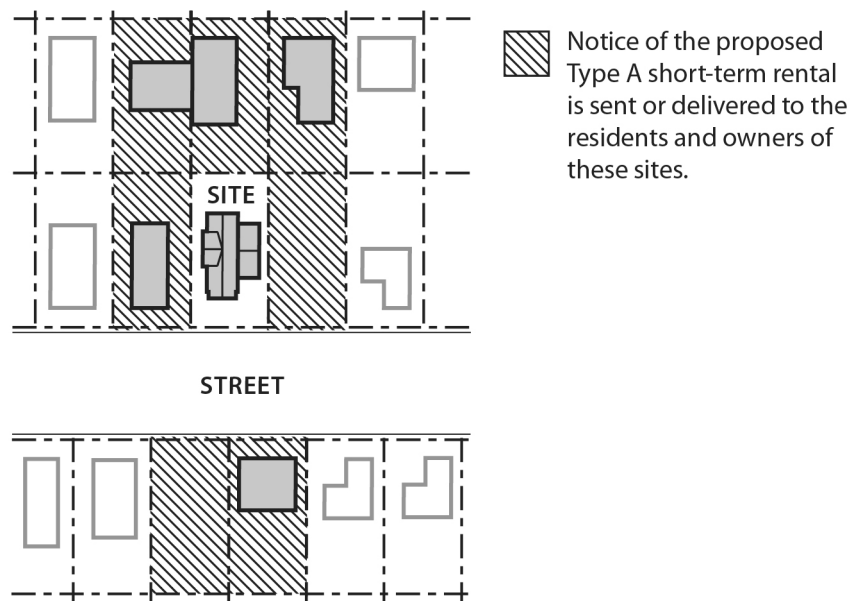 Notice of the proposed
Type A short-term rental
is sent or delivered to the
residents and owners of
these sites.
SITE
STREET